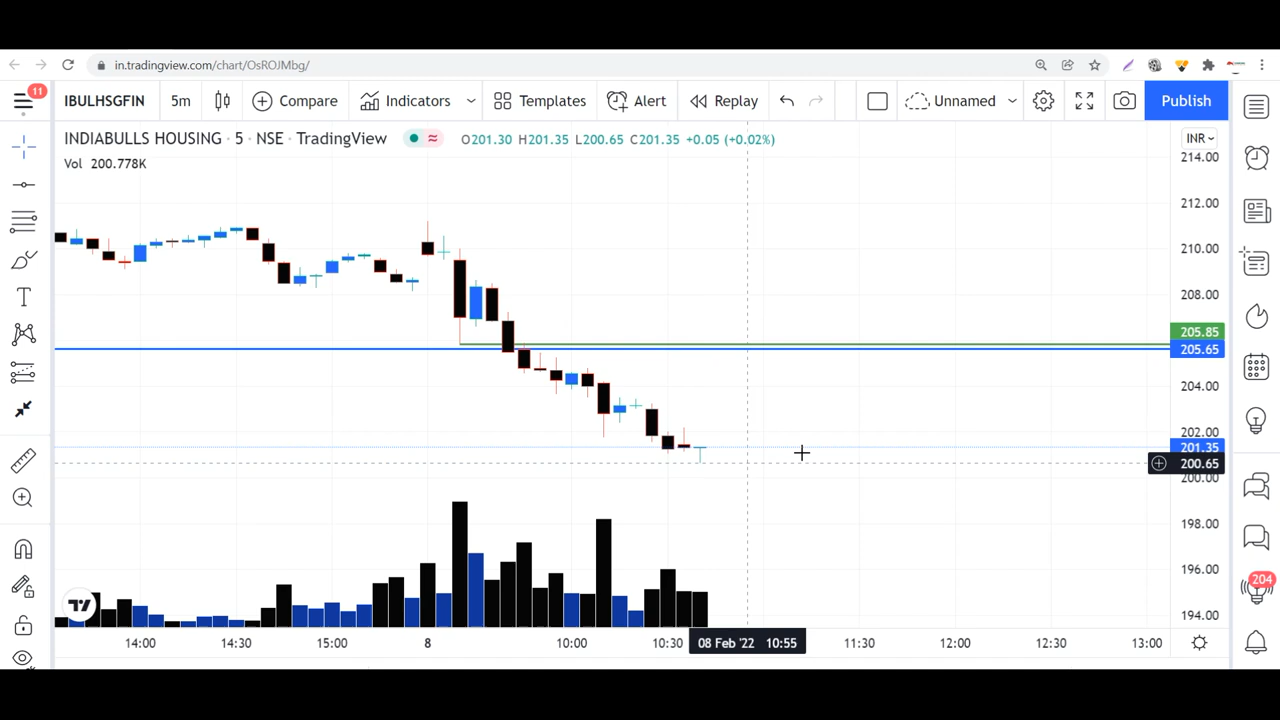 in.tradingview.com/chart/OsROJMbg/
11
IBULHSGFIN 5m Compare Indicators Templates Alert Replay Unnamed Publish
INDIABULLS HOUSING · 5 · NSE · TradingView O201.30 H201.35 L200.65 C201.35 +0.05 (+0.02%)
INR
Vol 200.778K
214.00
212.00
210.00
208.00
205.85
205.65
204.00
202.00
201.35
200.65
200.00
198.00
196.00
194.00
204
14:00 14:30 15:00 8 10:00 10:30 08 Feb '22 10:55 11:30 12:00 12:30 13:00